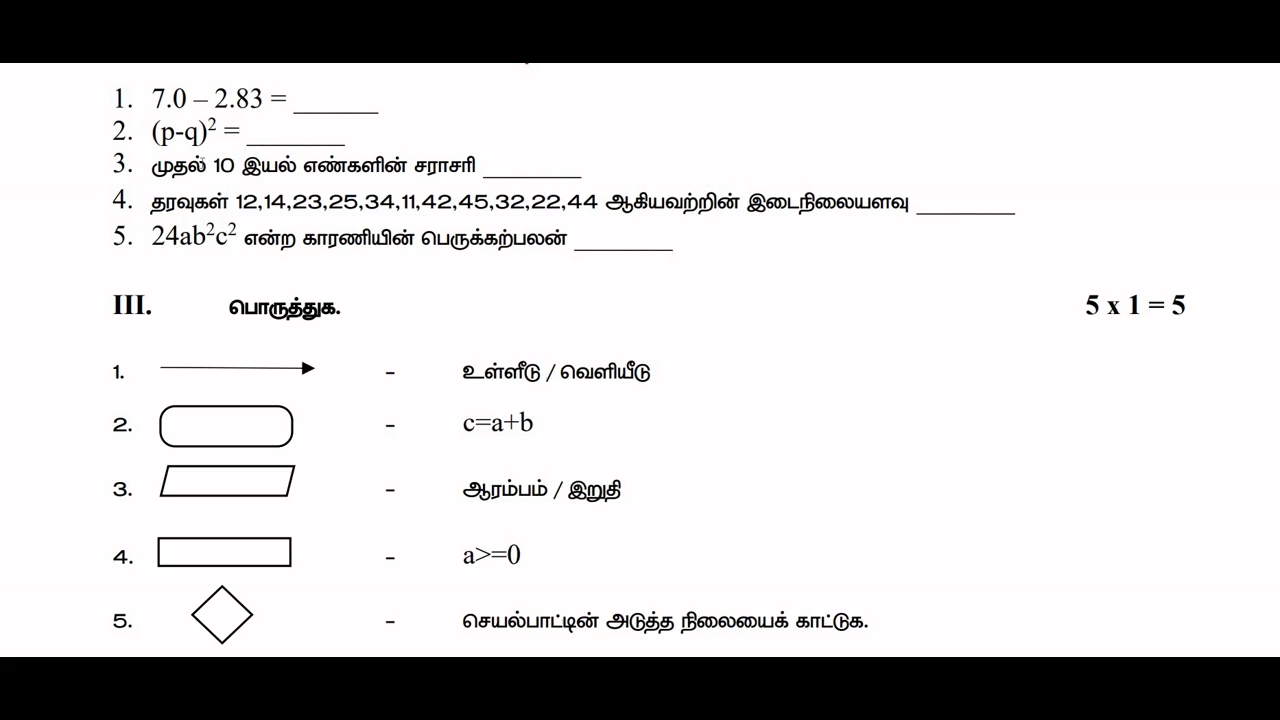 1. 7.0 – 2.83 = ______
2. (p-q)² = _______
3. முதல் 10 இயல் எண்களின் சராசரி _______
4. தரவுகள் 12,14,23,25,34,11,42,45,32,22,44 ஆகியவற்றின் இடைநிலையளவு _______
5. 24ab²c² என்ற காரணியின் பெருக்கற்பலன் _______
III. பொருத்துக. 5 x 1 = 5
1. – உள்ளீடு / வெளியீடு
2. – c=a+b
3. – ஆரம்பம் / இறுதி
4. – a>=0
5. – செயல்பாட்டின் அடுத்த நிலையைக் காட்டுக.